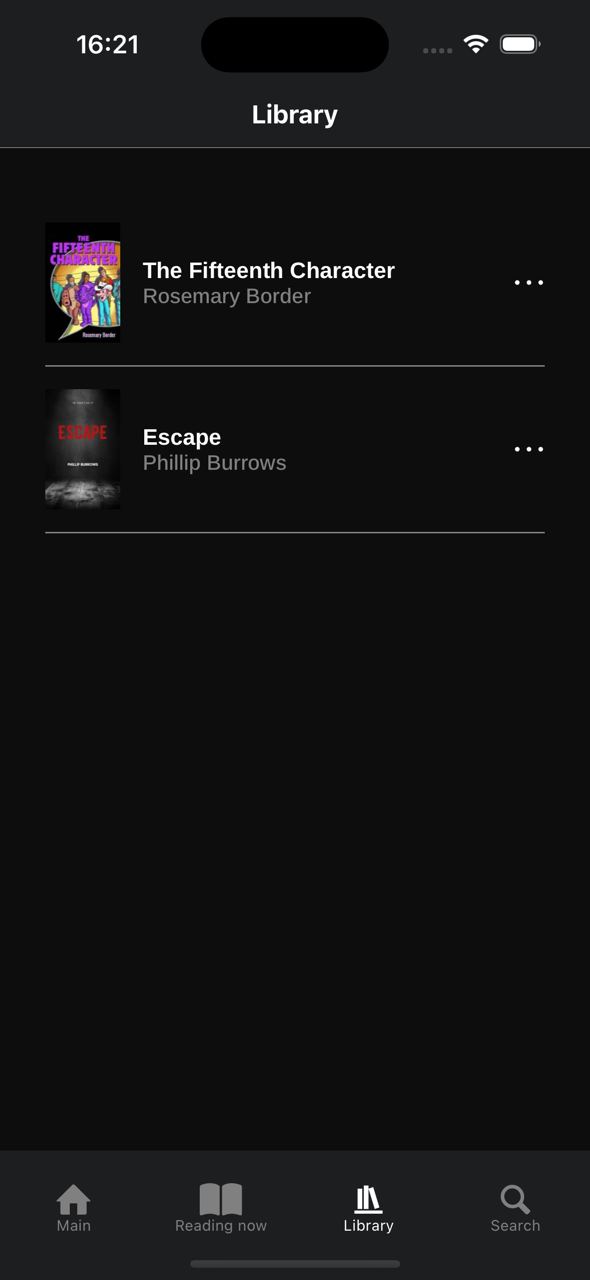 16:21
Library
THE
FIFTEENTH
CHARACTER
Rosemary Border
The Fifteenth Character
Rosemary Border
ESCAPE
PHILLIP BURROWS
Escape
Phillip Burrows
Main
Reading now
Library
Search